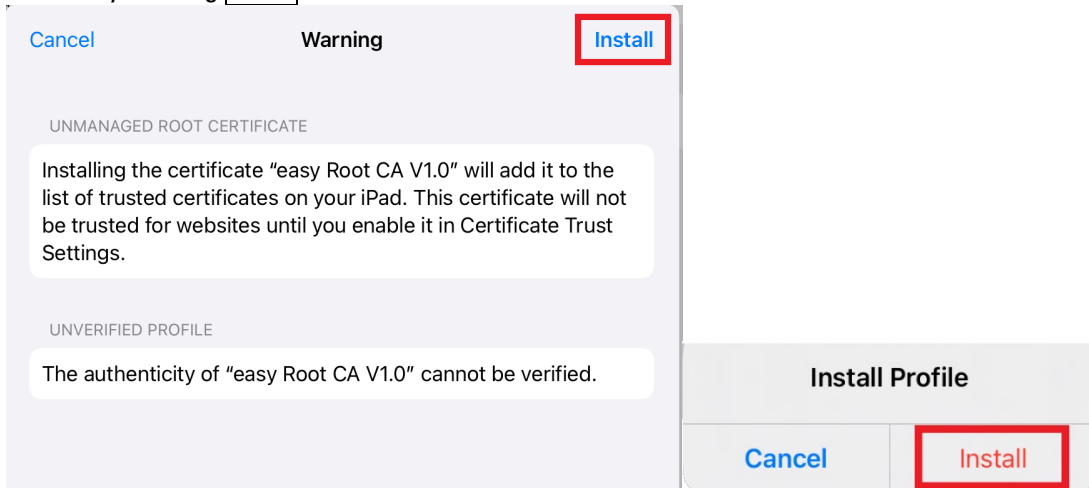 Cancel Warning Install
UNMANAGED ROOT CERTIFICATE
Installing the certificate “easy Root CA V1.0” will add it to the
list of trusted certificates on your iPad. This certificate will not
be trusted for websites until you enable it in Certificate Trust
Settings.
UNVERIFIED PROFILE
The authenticity of “easy Root CA V1.0” cannot be verified.
Install Profile
Cancel Install